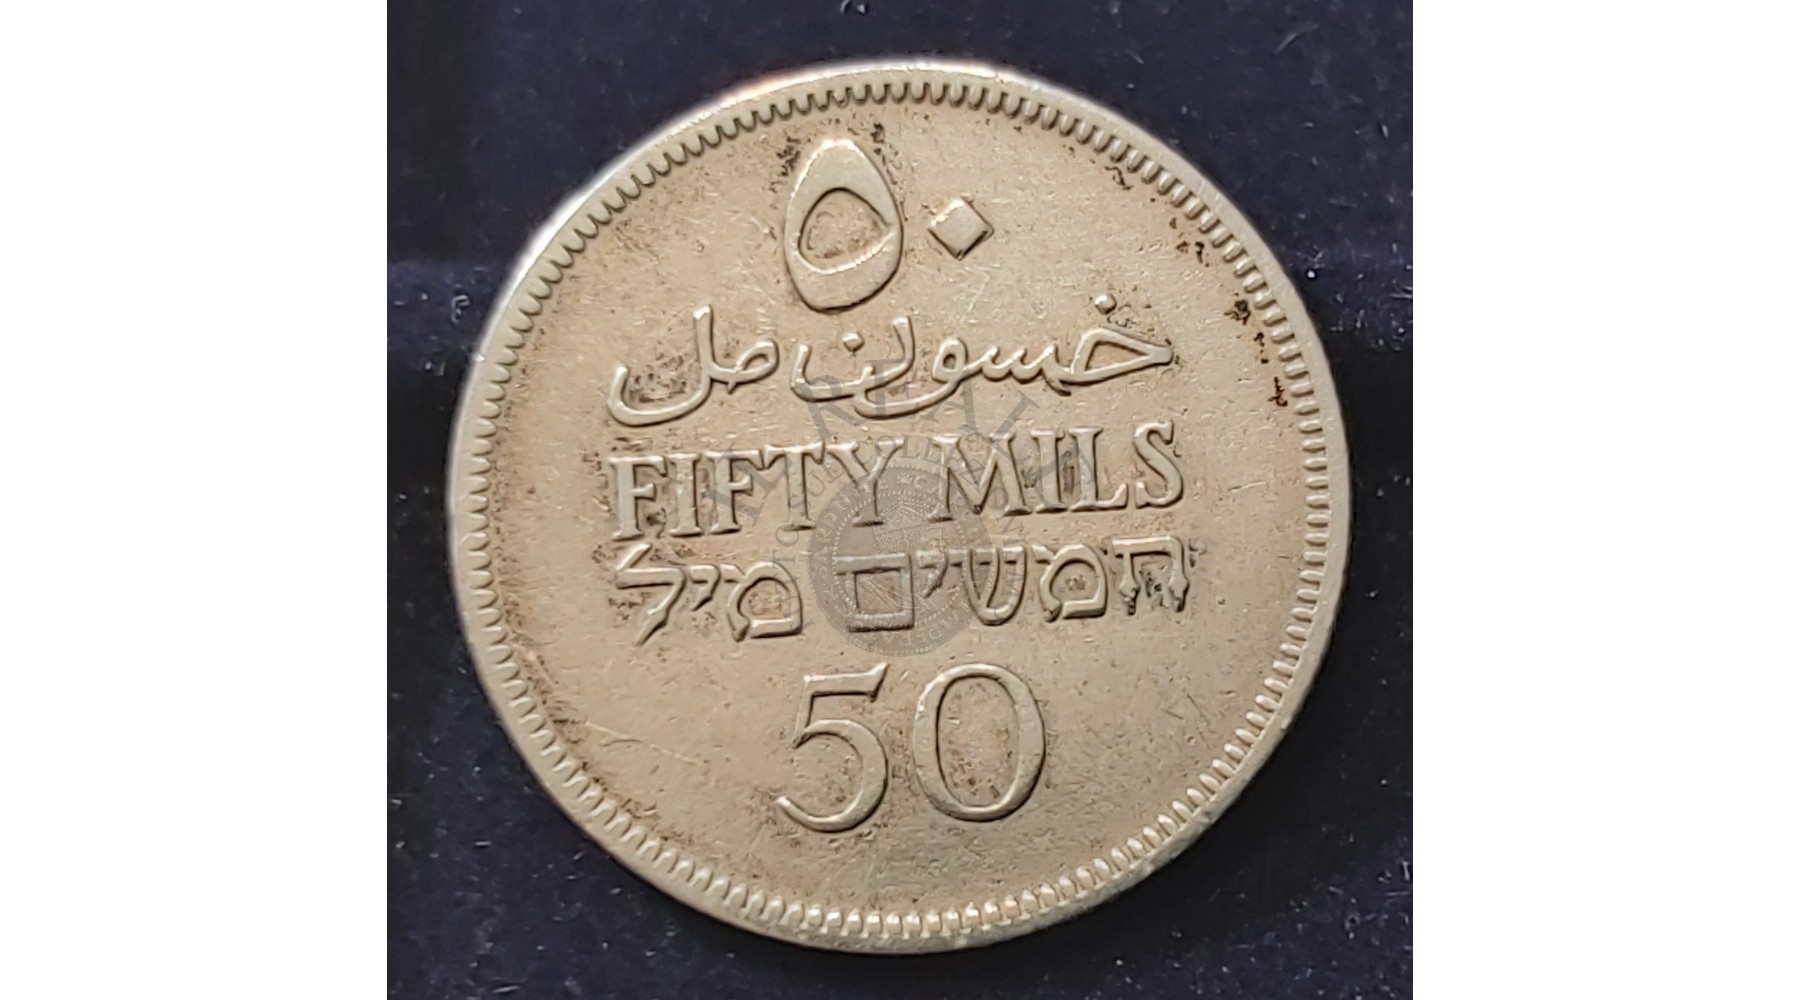 ٥٠
خمسون مل
FIFTY MILS
חמשים מיל
50